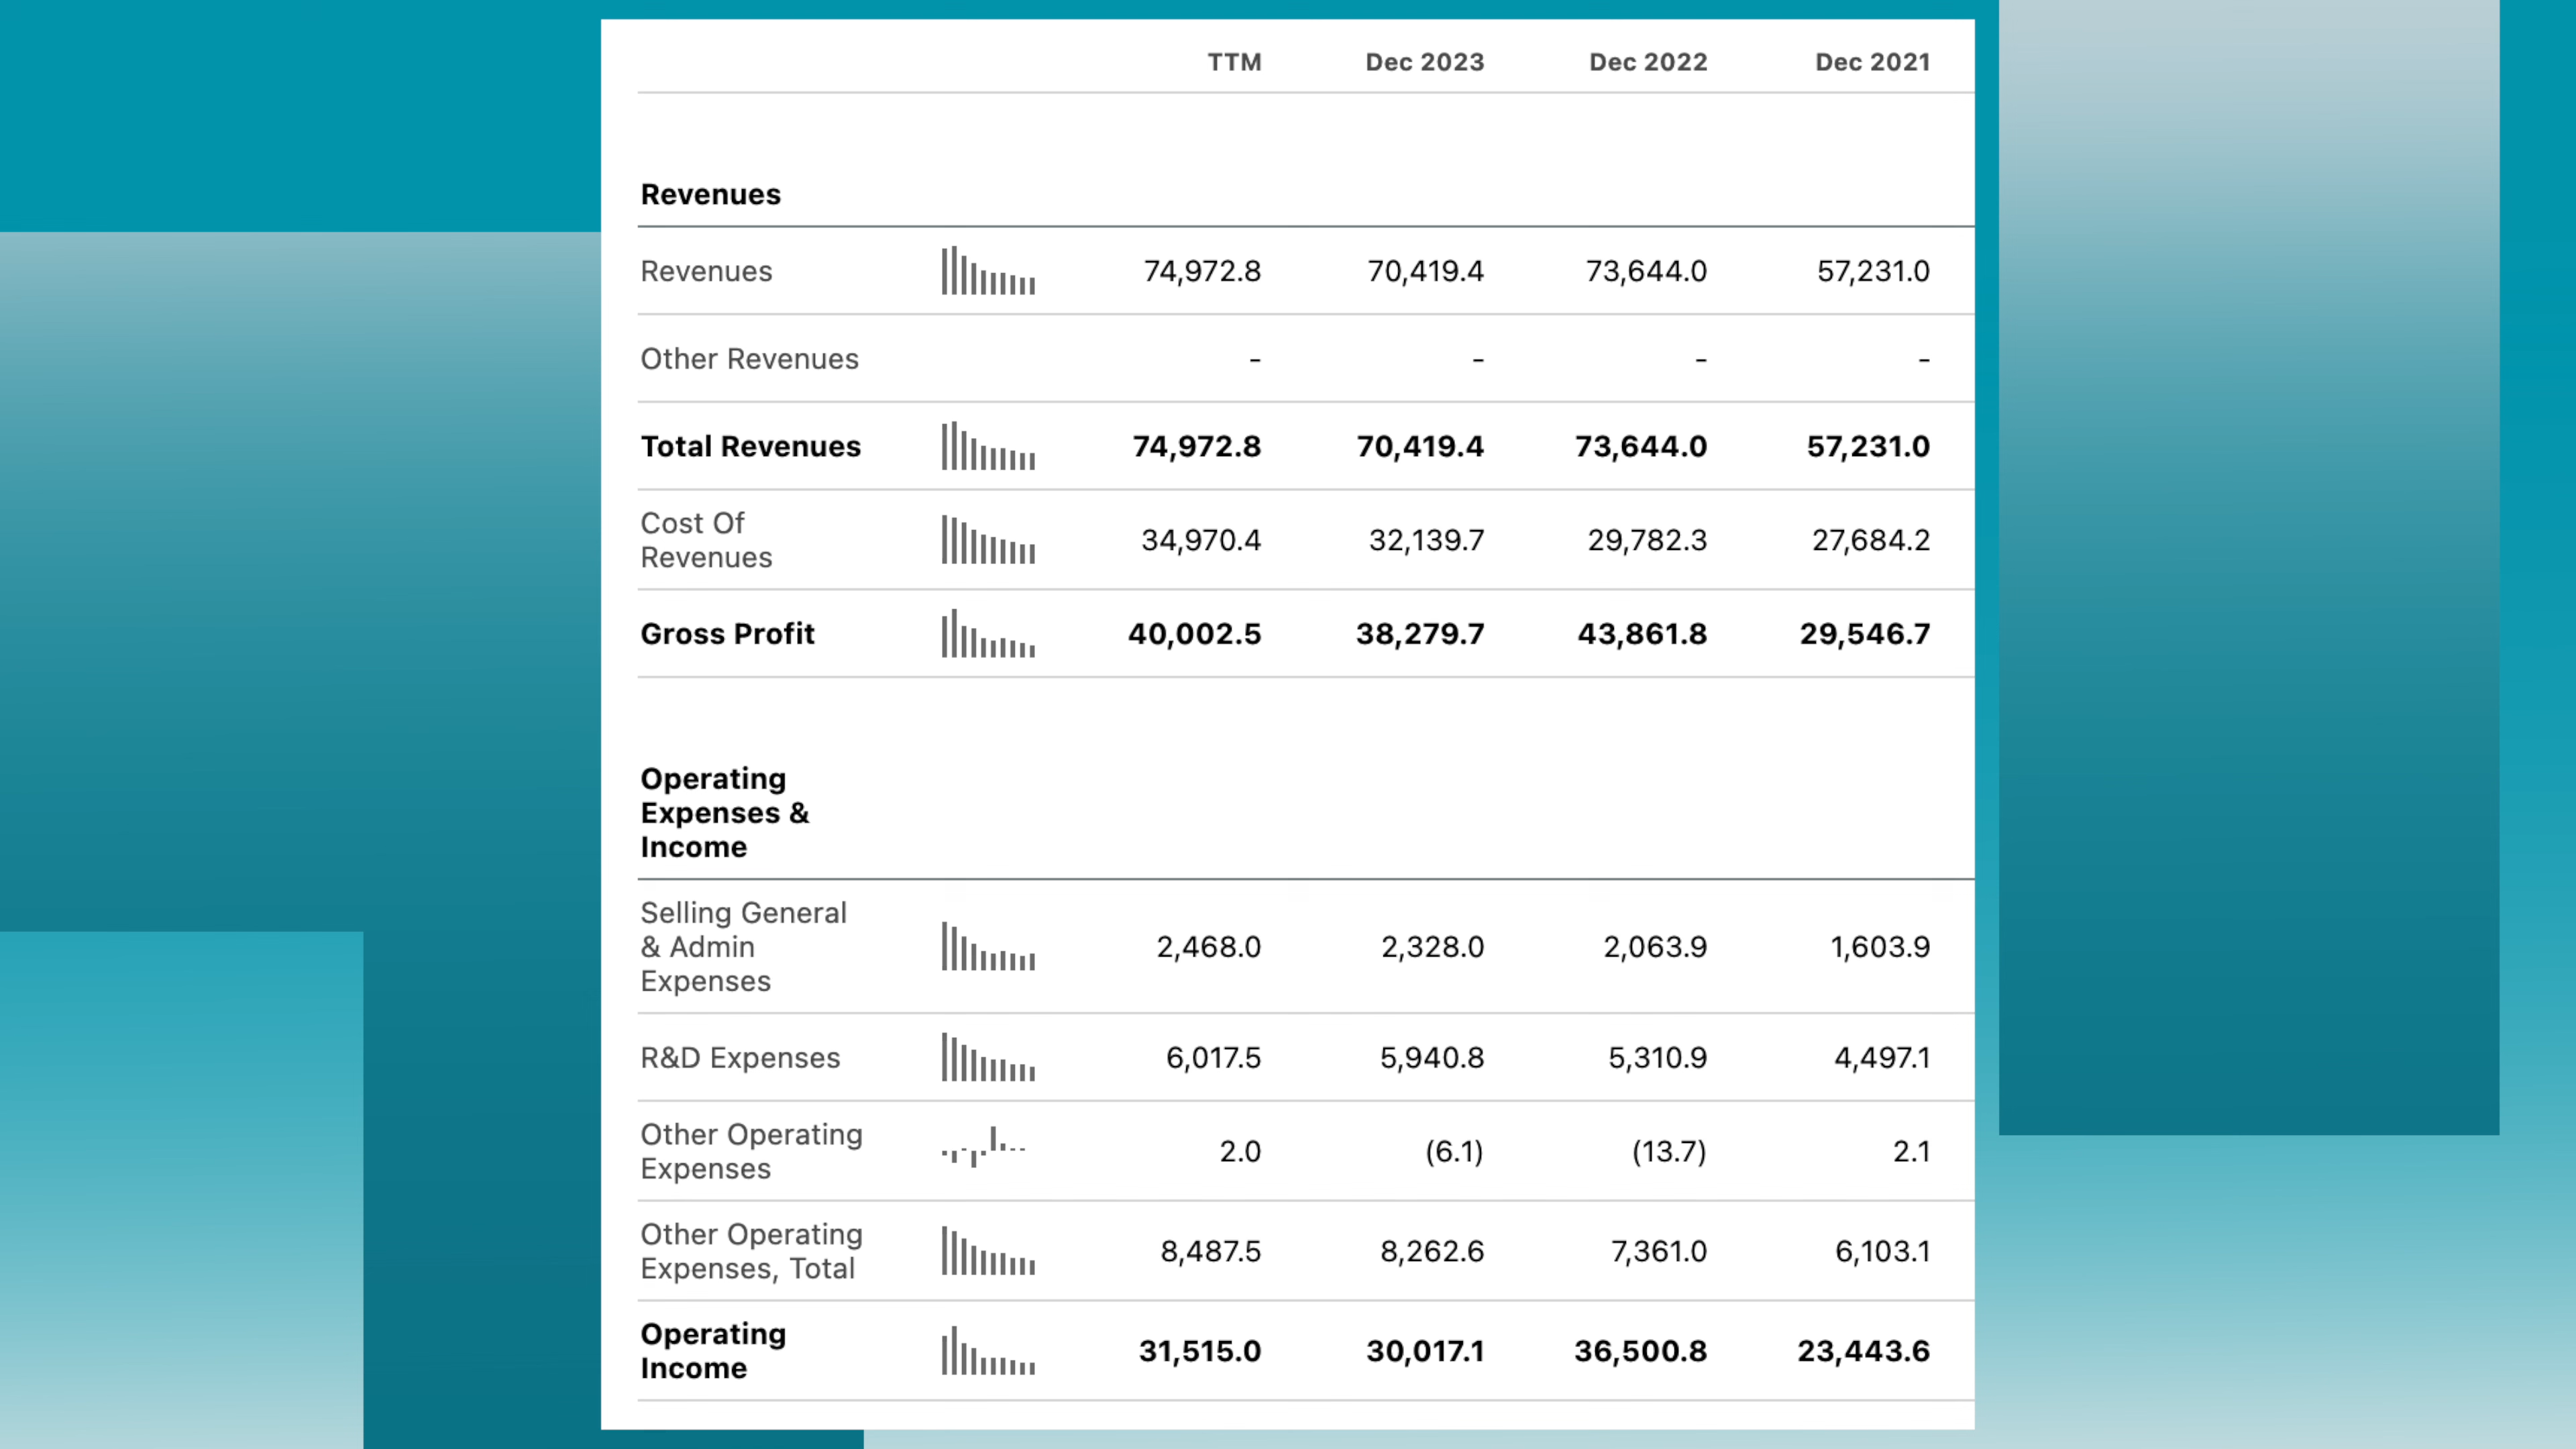 TTM Dec 2023 Dec 2022 Dec 2021
Revenues
Revenues 74,972.8 70,419.4 73,644.0 57,231.0
Other Revenues - - - -
Total Revenues 74,972.8 70,419.4 73,644.0 57,231.0
Cost Of
Revenues 34,970.4 32,139.7 29,782.3 27,684.2
Gross Profit 40,002.5 38,279.7 43,861.8 29,546.7
Operating
Expenses &
Income
Selling General
& Admin
Expenses 2,468.0 2,328.0 2,063.9 1,603.9
R&D Expenses 6,017.5 5,940.8 5,310.9 4,497.1
Other Operating
Expenses 2.0 (6.1) (13.7) 2.1
Other Operating
Expenses, Total 8,487.5 8,262.6 7,361.0 6,103.1
Operating
Income 31,515.0 30,017.1 36,500.8 23,443.6